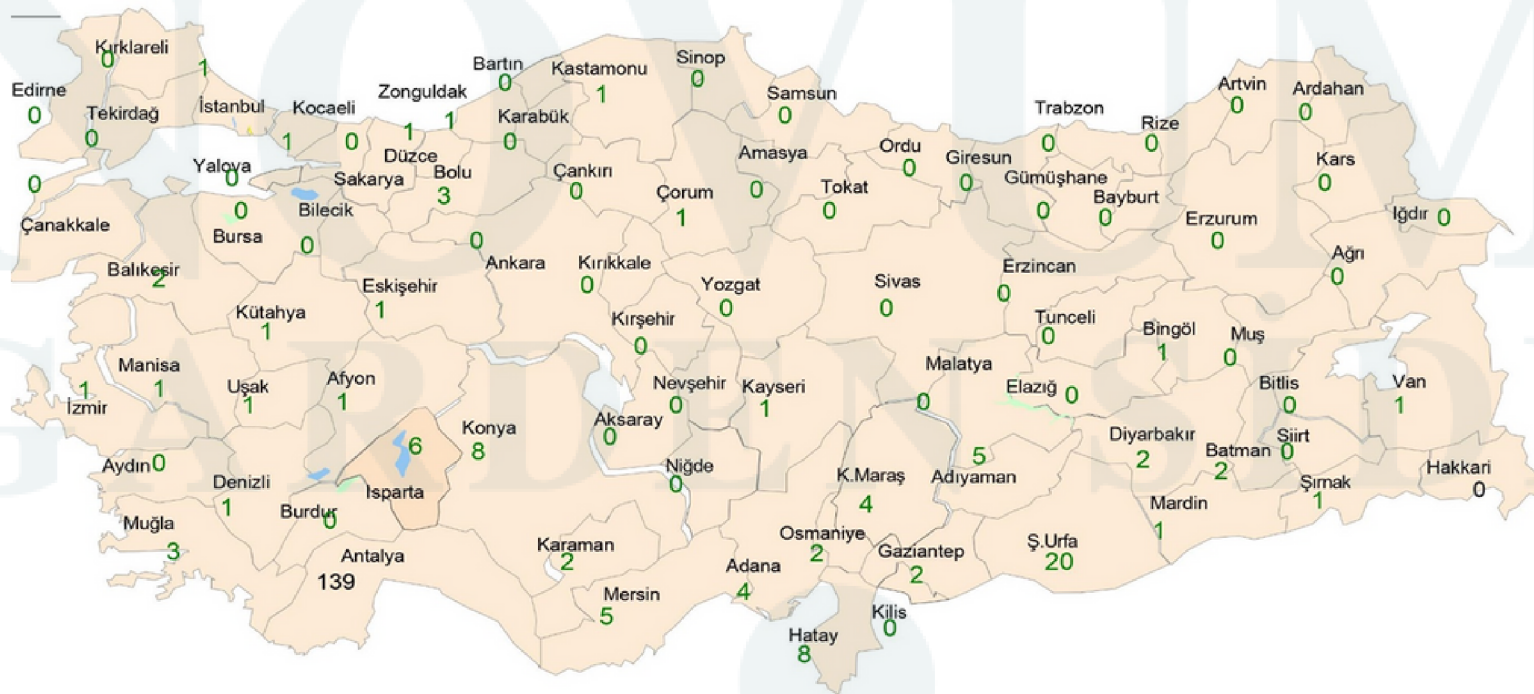 Kırklareli
0
1
Edirne
0
Tekirdağ
0
İstanbul
Kocaeli
1
0
Zonguldak
1
1
Bartın
0
Kastamonu
1
Sinop
0
Samsun
0
Karabük
0
Düzce
Yalova
0
Sakarya
Bolu
3
Çankırı
0
Çorum
1
Amasya
0
Tokat
0
Ordu
0
Giresun
0
Trabzon
0
Gümüşhane
0
Rize
0
Bayburt
0
Artvin
0
Ardahan
0
Kars
0
Iğdır 0
Erzurum
0
Ağrı
0
0
Çanakkale
0
Bursa
Bilecik
0
Balıkesir
2
Kütahya
1
Eskişehir
1
0
Ankara
Kırıkkale
0
Kırşehir
0
Yozgat
0
Sivas
0
Erzincan
0
Tunceli
0
Bingöl
1
Muş
0
Manisa
1
1
İzmir
Uşak
1
Afyon
1
Konya
8
6
Isparta
Aksaray
0
Nevşehir
0
Kayseri
1
Niğde
0
Malatya
0
Elazığ 0
Bitlis
0
Van
1
Diyarbakır
2
Batman
2
Siirt
0
Şırnak
1
Hakkari
0
Aydın 0
Denizli
1
Burdur
0
Muğla
3
Antalya
139
Karaman
2
Mersin
5
Adana
4
Osmaniye
2
K.Maraş
4
5
Adıyaman
Gaziantep
2
Ş.Urfa
20
Mardin
1
Kilis
0
Hatay
8
NOVUM
GARDEN SİDE